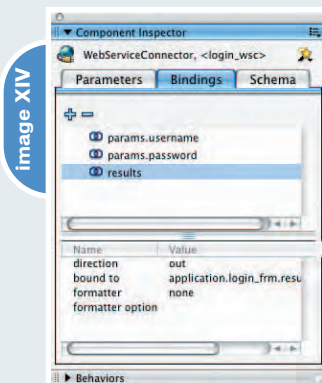 image XIV
Component Inspector
WebServiceConnector, <login_wsc>
Parameters
Bindings
Schema
params.username
params.password
results
Name Value
direction out
bound to application.login_frm.resu
formatter none
formatter option
Behaviors